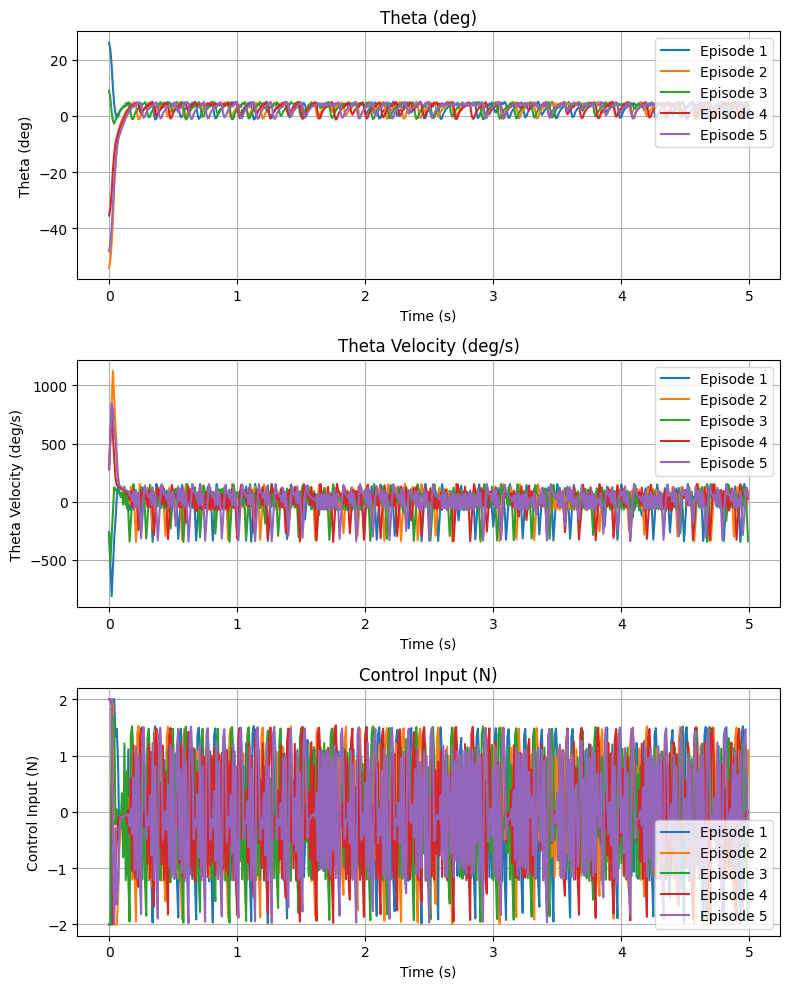 Theta (deg)
Theta (deg)
20
0
−20
−40
0
1
2
3
4
5
Time (s)
Episode 1
Episode 2
Episode 3
Episode 4
Episode 5
Theta Velocity (deg/s)
Theta Velocity (deg/s)
1000
500
0
−500
0
1
2
3
4
5
Time (s)
Episode 1
Episode 2
Episode 3
Episode 4
Episode 5
Control Input (N)
Control Input (N)
2
1
0
−1
−2
0
1
2
3
4
5
Time (s)
Episode 1
Episode 2
Episode 3
Episode 4
Episode 5